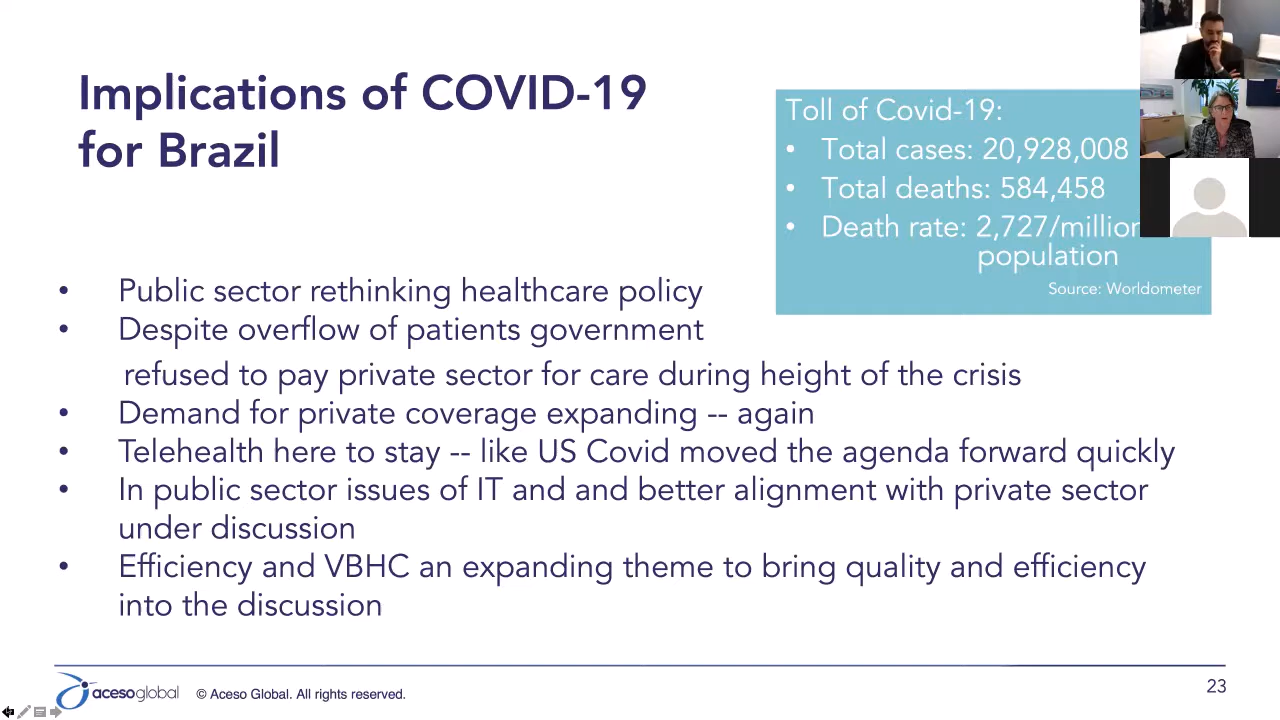 Implications of COVID-19
for Brazil
Toll of Covid-19:
• Total cases: 20,928,008
• Total deaths: 584,458
• Death rate: 2,727/million
population
Source: Worldometer
• Public sector rethinking healthcare policy
• Despite overflow of patients government
refused to pay private sector for care during height of the crisis
• Demand for private coverage expanding -- again
• Telehealth here to stay -- like US Covid moved the agenda forward quickly
• In public sector issues of IT and and better alignment with private sector
under discussion
• Efficiency and VBHC an expanding theme to bring quality and efficiency
into the discussion
acesoglobal
© Aceso Global. All rights reserved.
23